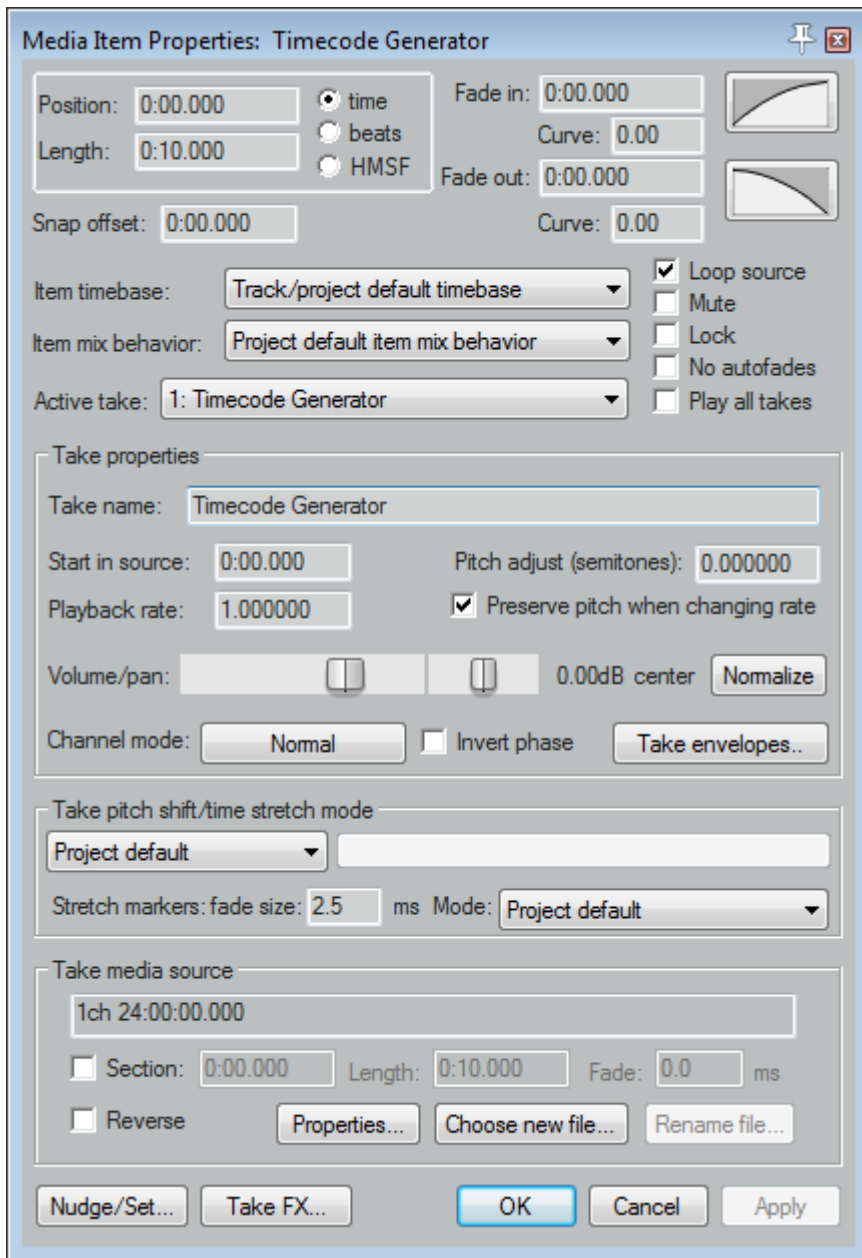 Media Item Properties: Timecode Generator
Position: 0:00.000
Length: 0:10.000
time
beats
HMSF
Fade in: 0:00.000
Curve: 0.00
Fade out: 0:00.000
Curve: 0.00
Snap offset: 0:00.000
Item timebase: Track/project default timebase
Item mix behavior: Project default item mix behavior
Active take: 1: Timecode Generator
Loop source
Mute
Lock
No autofades
Play all takes
Take properties
Take name: Timecode Generator
Start in source: 0:00.000 Pitch adjust (semitones): 0.000000
Playback rate: 1.000000 Preserve pitch when changing rate
Volume/pan: 0.00dB center Normalize
Channel mode: Normal Invert phase Take envelopes..
Take pitch shift/time stretch mode
Project default
Stretch markers: fade size: 2.5 ms Mode: Project default
Take media source
1ch 24:00:00.000
Section: 0:00.000 Length: 0:10.000 Fade: 0.0 ms
Reverse Properties... Choose new file... Rename file...
Nudge/Set... Take FX... OK Cancel Apply